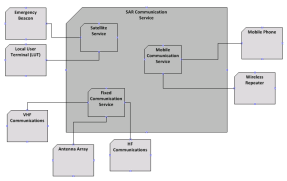 Emergency
Beacon
SAR Communication
Service
Satellite
Service
Local User
Terminal (LUT)
Mobile
Communication
Service
Mobile Phone
Wireless
Repeater
Fixed
Communication
Service
VHF
Communications
Antenna Array
HF
Communications